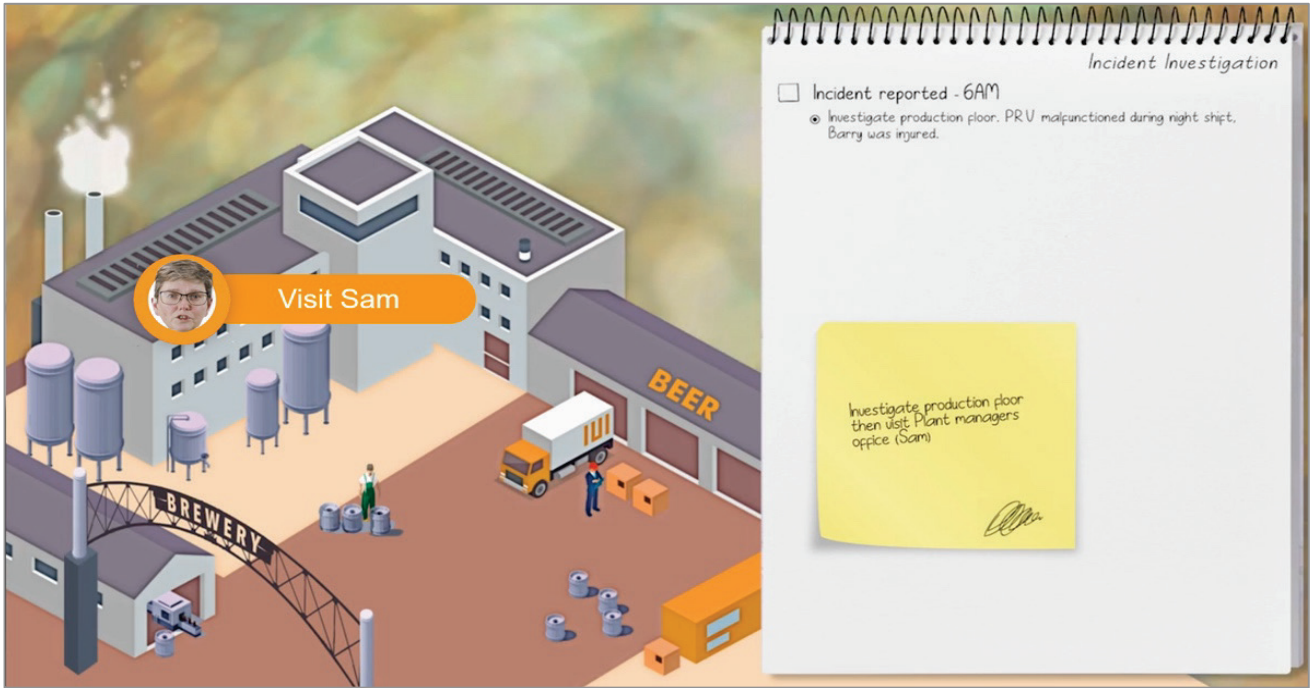 Incident Investigation
Incident reported - 6AM
Investigate production floor. PRV malfunctioned during night shift.
Barry was injured.
Visit Sam
BEER
Investigate production floor
then visit Plant managers
office (Sam)
BREWERY